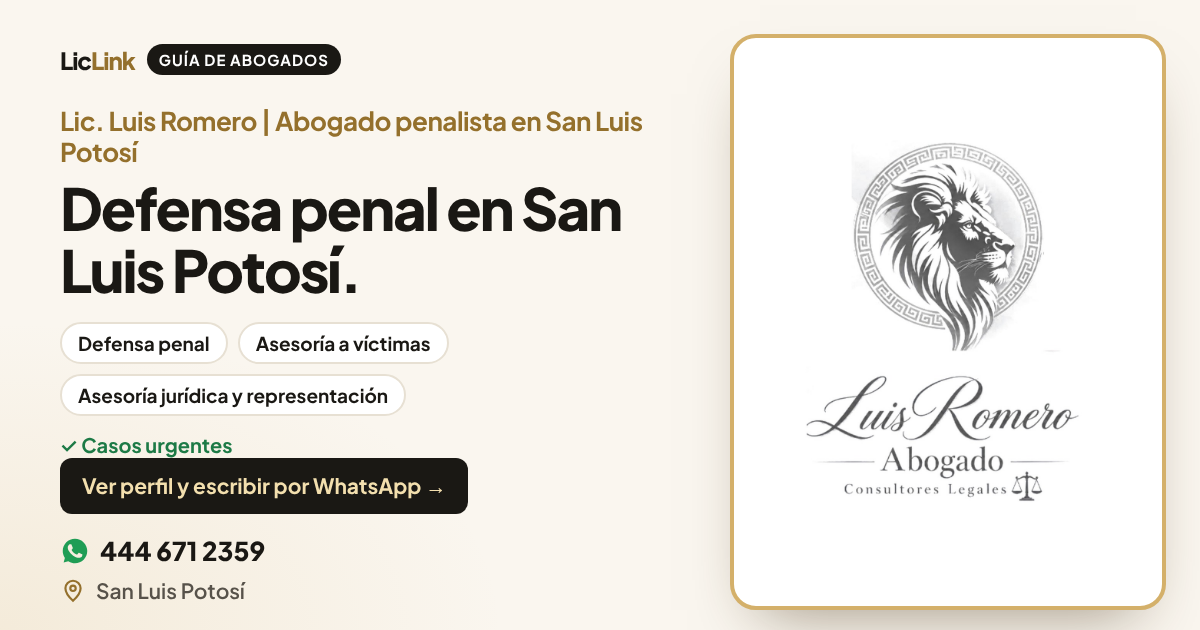 LicLink GUÍA DE ABOGADOS
Lic. Luis Romero | Abogado penalista en San Luis
Potosí
Defensa penal en San
Luis Potosí.
Defensa penal Asesoría a víctimas
Asesoría jurídica y representación
✓ Casos urgentes
Ver perfil y escribir por WhatsApp →
444 671 2359
San Luis Potosí
Luis Romero
Abogado
Consultores Legales